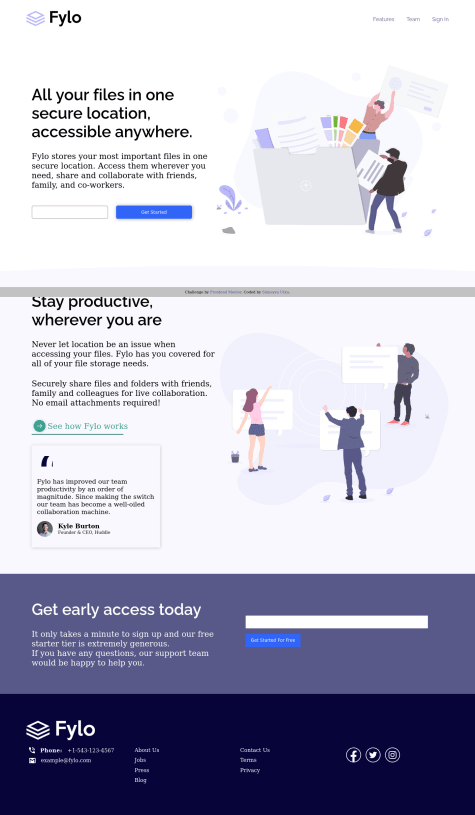 Fylo
Features Team Sign In
All your files in one
secure location,
accessible anywhere.
Fylo stores your most important files in one
secure location. Access them wherever you
need, share and collaborate with friends,
family, and co-workers.
Get Started
Challenge by Frontend Mentor. Coded by
Stay productive,
wherever you are
Never let location be an issue when
accessing your files. Fylo has you covered for
all of your file storage needs.
Securely share files and folders with friends,
family and colleagues for live collaboration.
No email attachments required!
See how Fylo works
Fylo has improved our team
productivity by an order of
magnitude. Since making the switch
our team has become a well-oiled
collaboration machine.
Kyle Burton
Founder & CEO, Huddle
Get early access today
It only takes a minute to sign up and our free
starter tier is extremely generous.
If you have any questions, our support team
would be happy to help you.
Get Started For Free
Fylo
Phone: +1-543-123-4567
example@fylo.com
About Us
Jobs
Press
Blog
Contact Us
Terms
Privacy